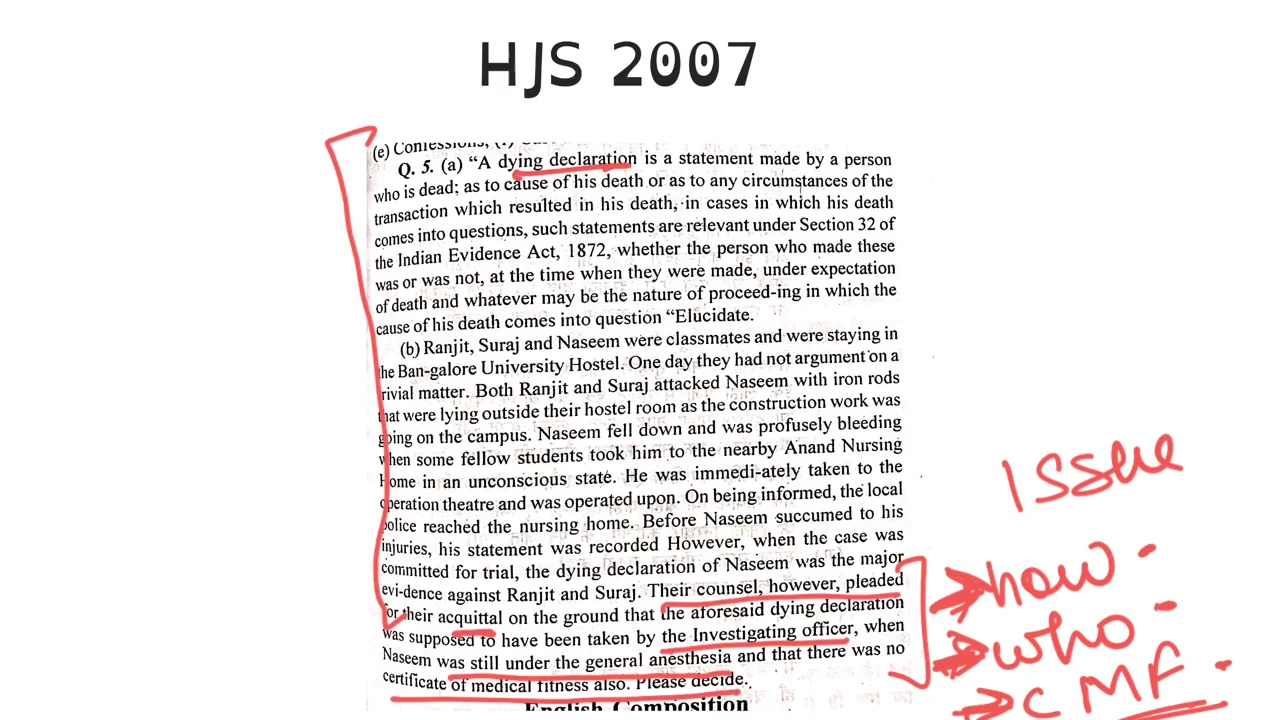 HJS 2007
(e) Confessions,
Q. 5. (a) “A dying declaration is a statement made by a person
who is dead; as to cause of his death or as to any circumstances of the
transaction which resulted in his death, in cases in which his death
comes into questions, such statements are relevant under Section 32 of
the Indian Evidence Act, 1872, whether the person who made these
was or was not, at the time when they were made, under expectation
of death and whatever may be the nature of proceed-ing in which the
cause of his death comes into question “Elucidate.
(b) Ranjit, Suraj and Naseem were classmates and were staying in
he Ban-galore University Hostel. One day they had not argument on a
rivial matter. Both Ranjit and Suraj attacked Naseem with iron rods
that were lying outside their hostel room as the construction work was
going on the campus. Naseem fell down and was profusely bleeding
when some fellow students took him to the nearby Anand Nursing
Home in an unconscious state. He was immedi-ately taken to the
operation theatre and was operated upon. On being informed, the local
police reached the nursing home. Before Naseem succumed to his
injuries, his statement was recorded However, when the case was
committed for trial, the dying declaration of Naseem was the major
evi-dence against Ranjit and Suraj. Their counsel, however, pleaded
for their acquittal on the ground that the aforesaid dying declaration
was supposed to have been taken by the Investigating officer, when
Naseem was still under the general anesthesia and that there was no
certificate of medical fitness also. Please decide.
English Composition
Issue
how
who
CMF